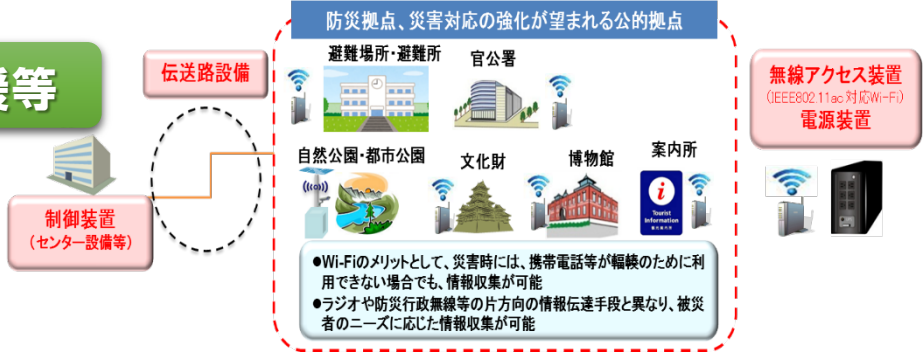 防災拠点、災害対応の強化が望まれる公的拠点
援等
伝送路設備
避難場所・避難所
官公署
無線アクセス装置
(IEEE802.11ac対応Wi-Fi)
電源装置
自然公園・都市公園
文化財
博物館
案内所
i
Tourist
Information
制御装置
(センター設備等)
●Wi-Fiのメリットとして、災害時には、携帯電話等が輻輳のために利
用できない場合でも、情報収集が可能
●ラジオや防災行政無線等の片方向の情報伝達手段と異なり、被災
者のニーズに応じた情報収集が可能